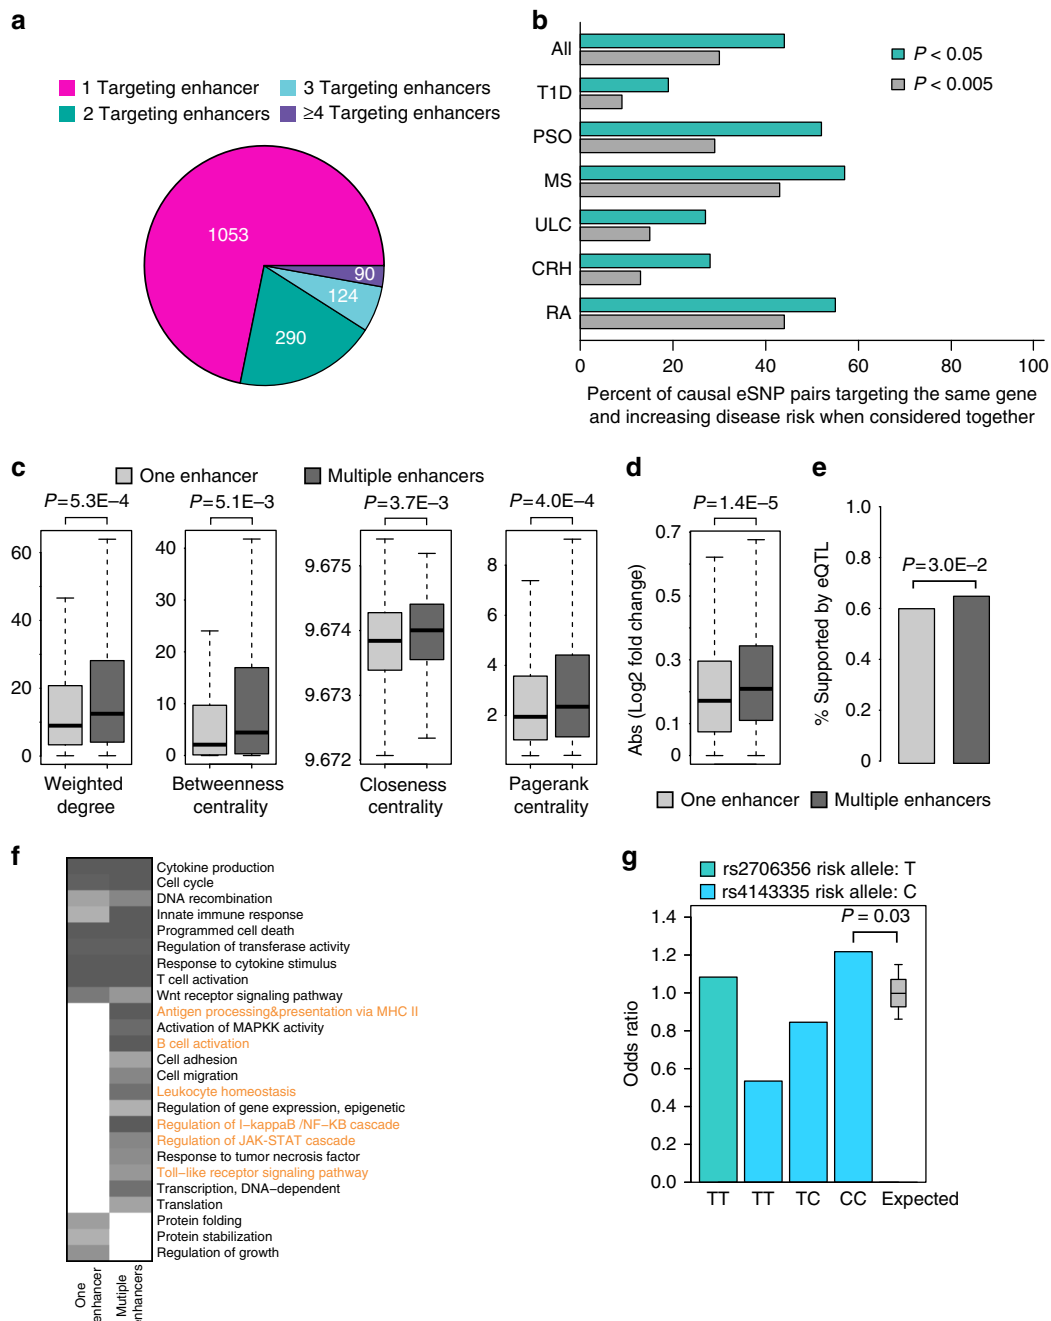 a
1 Targeting enhancer
3 Targeting enhancers
2 Targeting enhancers
≥4 Targeting enhancers
1053
90
124
290
b
P < 0.05
P < 0.005
All
T1D
PSO
MS
ULC
CRH
RA
0 20 40 60 80 100
Percent of causal eSNP pairs targeting the same gene
and increasing disease risk when considered together
c
One enhancer
Multiple enhancers
P=5.3E−4
60
40
20
0
Weighted
degree
P=5.1E−3
40
30
20
10
0
Betweenness
centrality
P=3.7E−3
9.675
9.674
9.673
9.672
Closeness
centrality
P=4.0E−4
8
6
4
2
Pagerank
centrality
d
P=1.4E−5
Abs (Log2 fold change)
0.7
0.5
0.3
0.1
0
e
% Supported by eQTL
1.0
0.8
0.6
0.4
0.2
0
P=3.0E−2
One enhancer
Multiple enhancers
f
Cytokine production
Cell cycle
DNA recombination
Innate immune response
Programmed cell death
Regulation of transferase activity
Response to cytokine stimulus
T cell activation
Wnt receptor signaling pathway
Antigen processing&presentation via MHC II
Activation of MAPKK activity
B cell activation
Cell adhesion
Cell migration
Leukocyte homeostasis
Regulation of gene expression, epigenetic
Regulation of I−kappaB /NF−KB cascade
Regulation of JAK-STAT cascade
Response to tumor necrosis factor
Toll−like receptor signaling pathway
Transcription, DNA−dependent
Translation
Protein folding
Protein stabilization
Regulation of growth
One
enhancer
Mutiple
enhancers
g
rs2706356 risk allele: T
rs4143335 risk allele: C
P = 0.03
Odds ratio
1.4
1.2
1.0
0.8
0.6
0.4
0.2
0.0
TT TT TC CC Expected